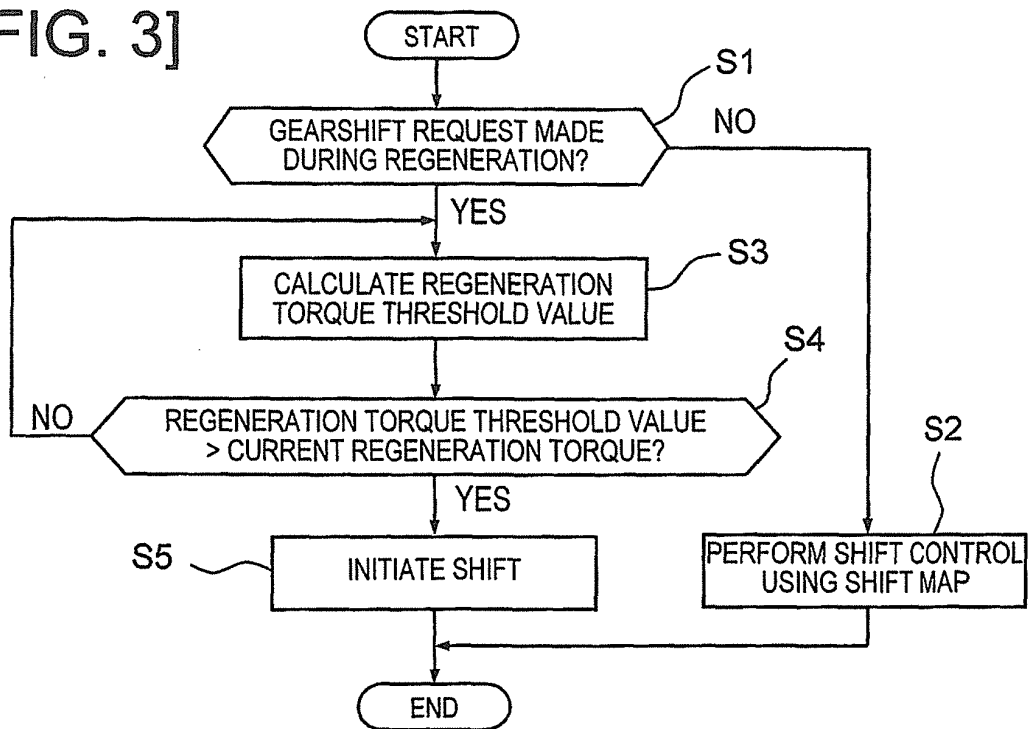 FIG. 3]
START
S1
GEARSHIFT REQUEST MADE
DURING REGENERATION?
NO
YES
S3
CALCULATE REGENERATION
TORQUE THRESHOLD VALUE
S4
NO
REGENERATION TORQUE THRESHOLD VALUE
> CURRENT REGENERATION TORQUE?
S2
YES
S5
INITIATE SHIFT
PERFORM SHIFT CONTROL
USING SHIFT MAP
END